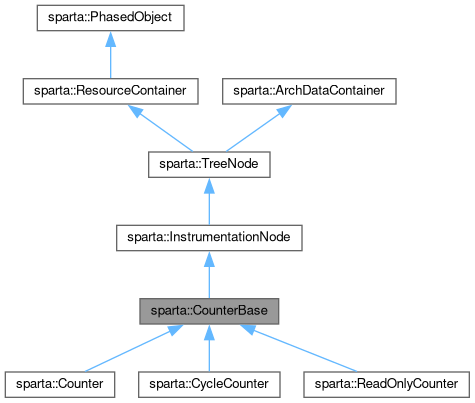 sparta::PhasedObject
sparta::ResourceContainer
sparta::ArchDataContainer
sparta::TreeNode
sparta::InstrumentationNode
sparta::CounterBase
sparta::Counter
sparta::CycleCounter
sparta::ReadOnlyCounter